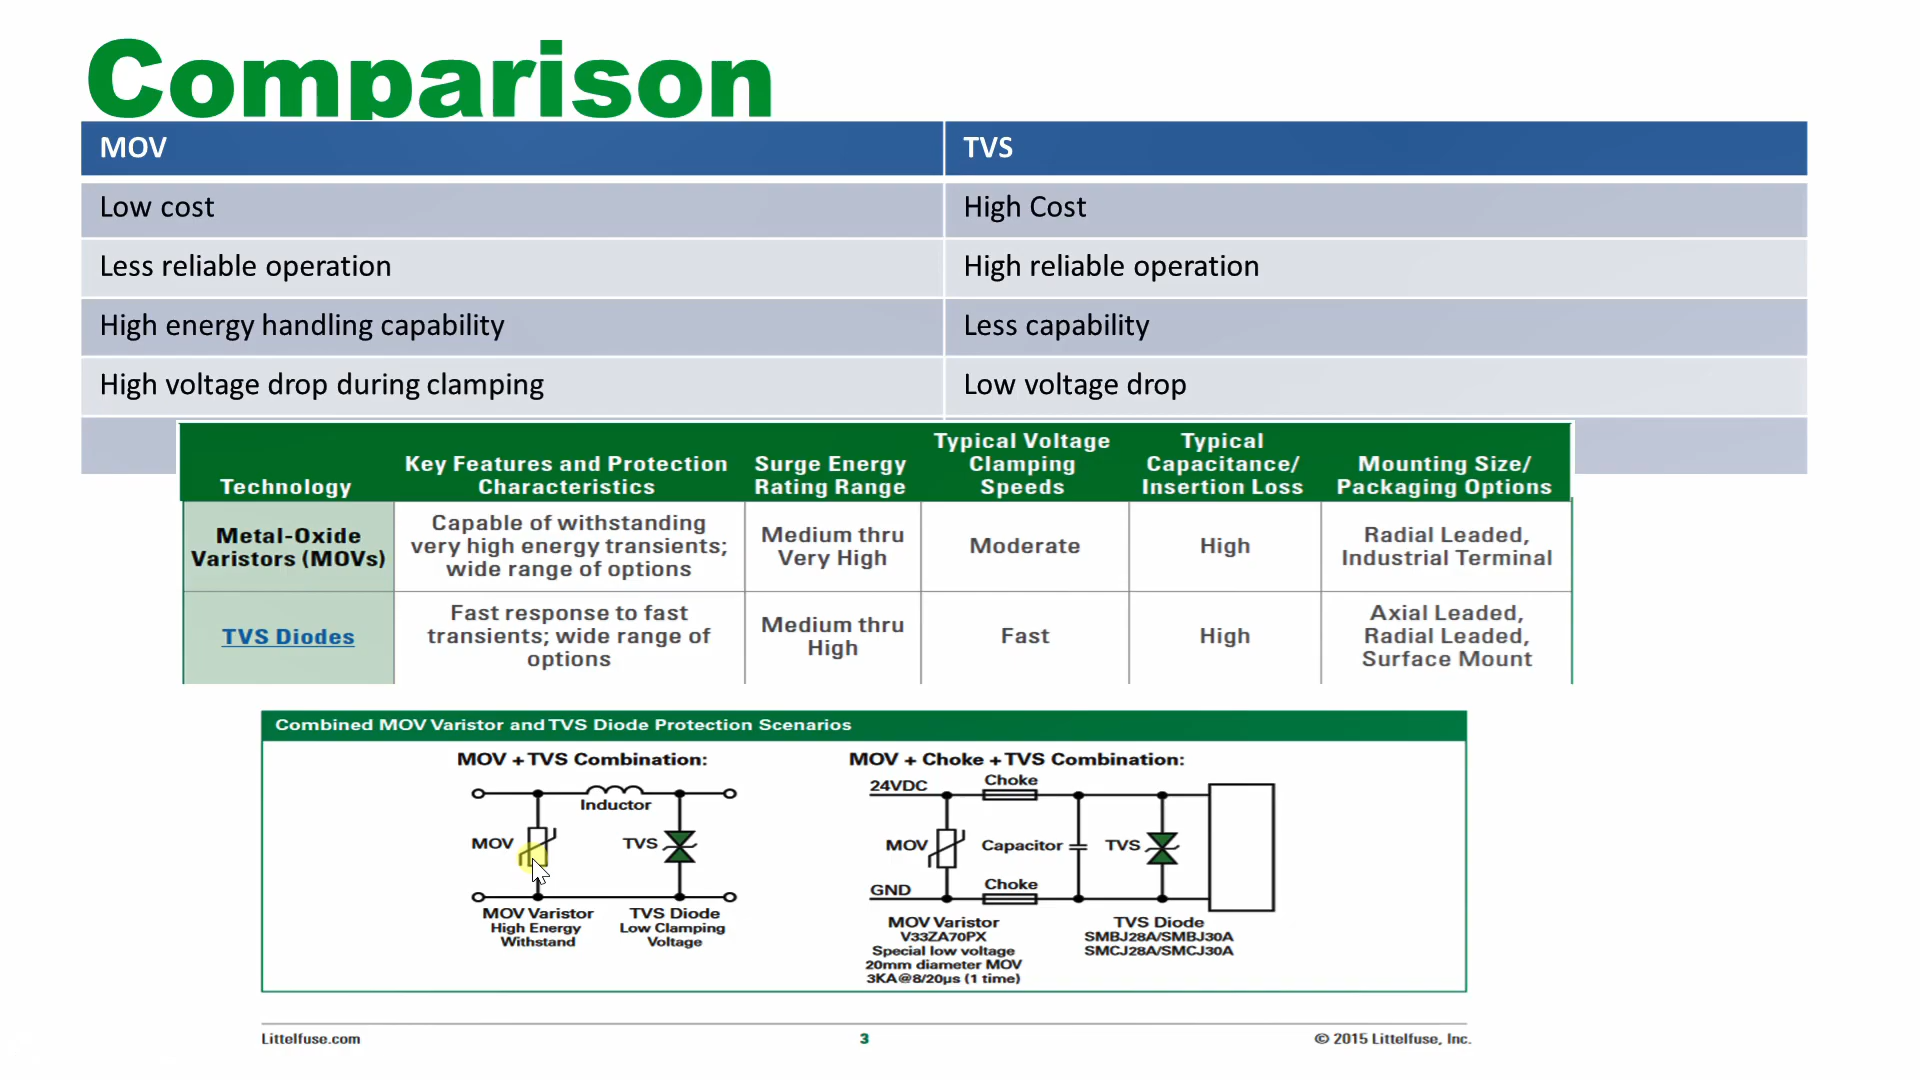 Comparison
MOV
TVS
Low cost
High Cost
Less reliable operation
High reliable operation
High energy handling capability
Less capability
High voltage drop during clamping
Low voltage drop
Technology
Key Features and Protection
Characteristics
Surge Energy
Rating Range
Typical Voltage
Clamping
Speeds
Typical
Capacitance/
Insertion Loss
Mounting Size/
Packaging Options
Metal-Oxide
Varistors (MOVs)
Capable of withstanding
very high energy transients;
wide range of options
Medium thru
Very High
Moderate
High
Radial Leaded,
Industrial Terminal
TVS Diodes
Fast response to fast
transients; wide range of
options
Medium thru
High
Fast
High
Axial Leaded,
Radial Leaded,
Surface Mount
Combined MOV Varistor and TVS Diode Protection Scenarios
MOV + TVS Combination:
Inductor
MOV
TVS
MOV Varistor
High Energy
Withstand
TVS Diode
Low Clamping
Voltage
MOV + Choke + TVS Combination:
24VDC
Choke
MOV
Capacitor
TVS
GND
Choke
MOV Varistor
V33ZA70PX
Special low voltage
20mm diameter MOV
3KA@8/20µs (1 time)
TVS Diode
SMBJ28A/SMBJ30A
SMCJ28A/SMCJ30A
Littelfuse.com
3
© 2015 Littelfuse, Inc.